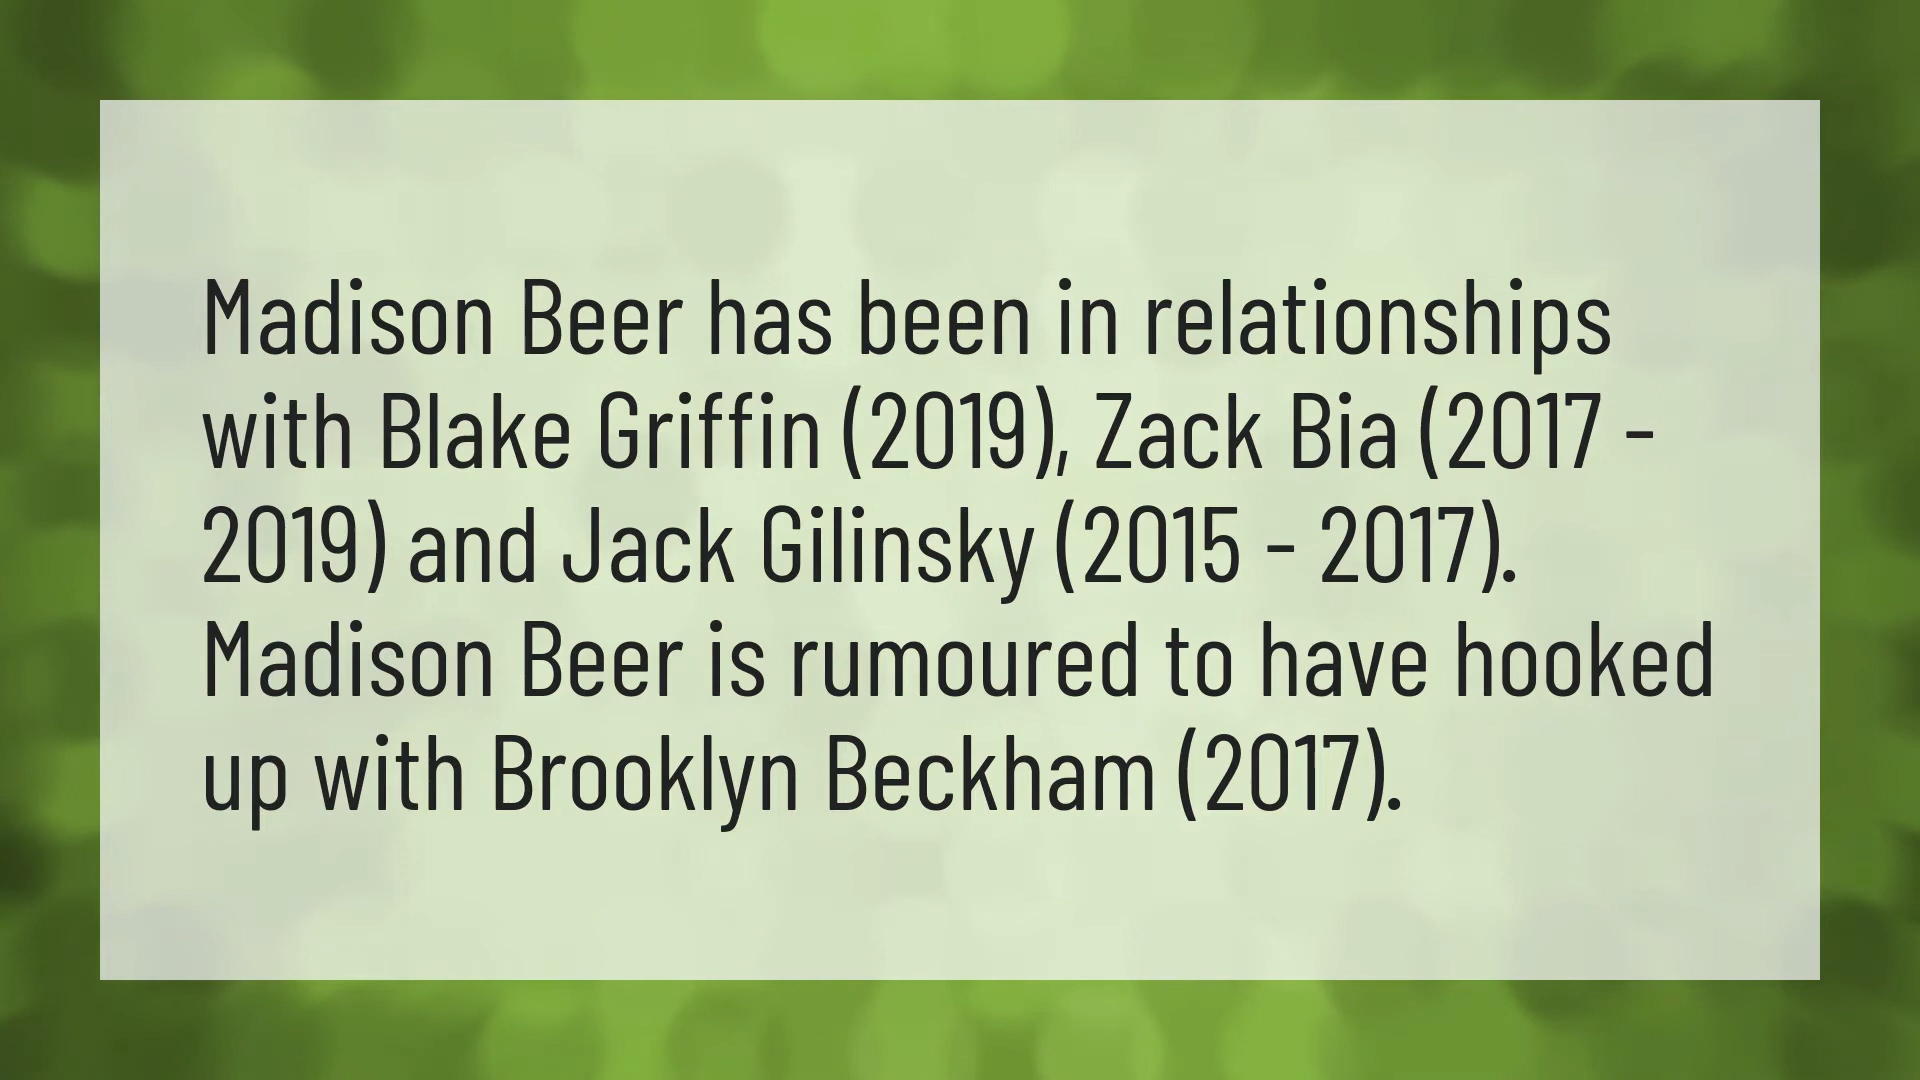 Madison Beer has been in relationships
with Blake Griffin (2019), Zack Bia (2017 -
2019) and Jack Gilinsky (2015 - 2017).
Madison Beer is rumoured to have hooked
up with Brooklyn Beckham (2017).